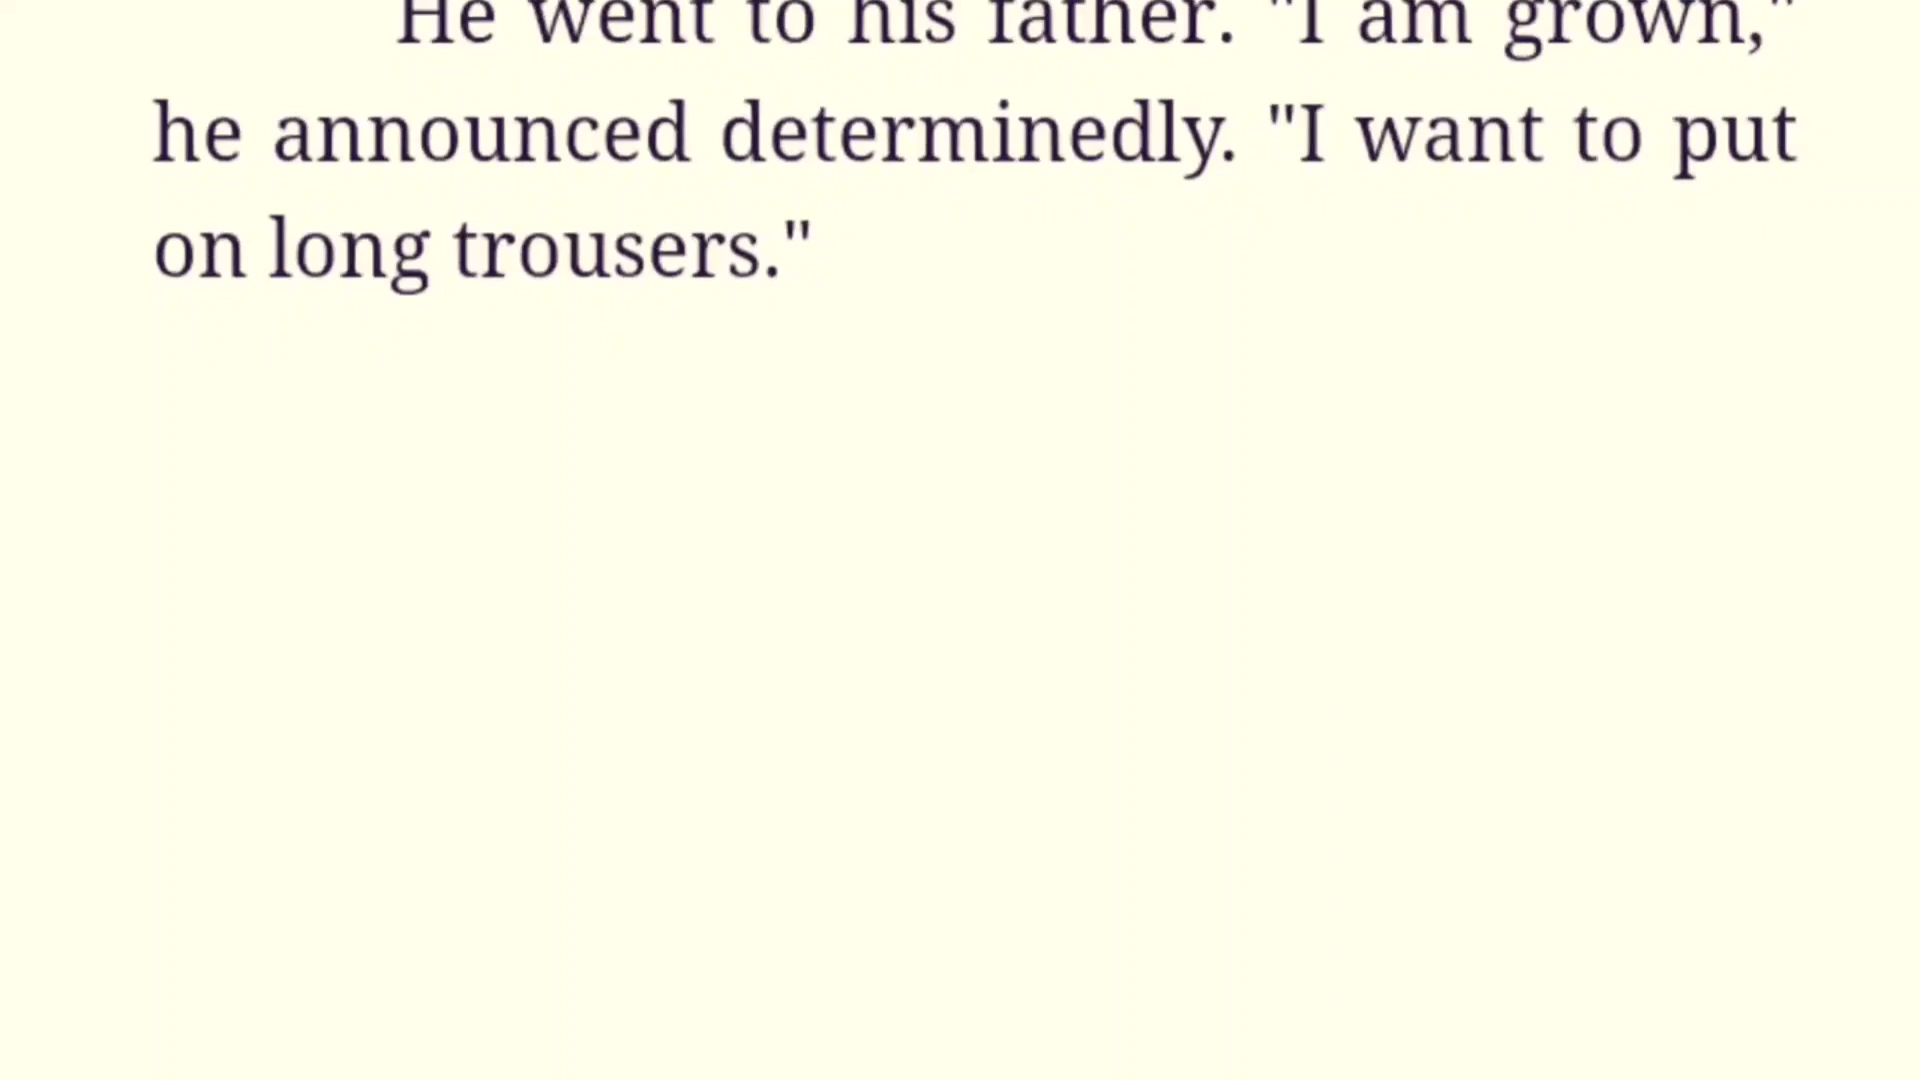 He went to his father. "I am grown,"
he announced determinedly. "I want to put
on long trousers."